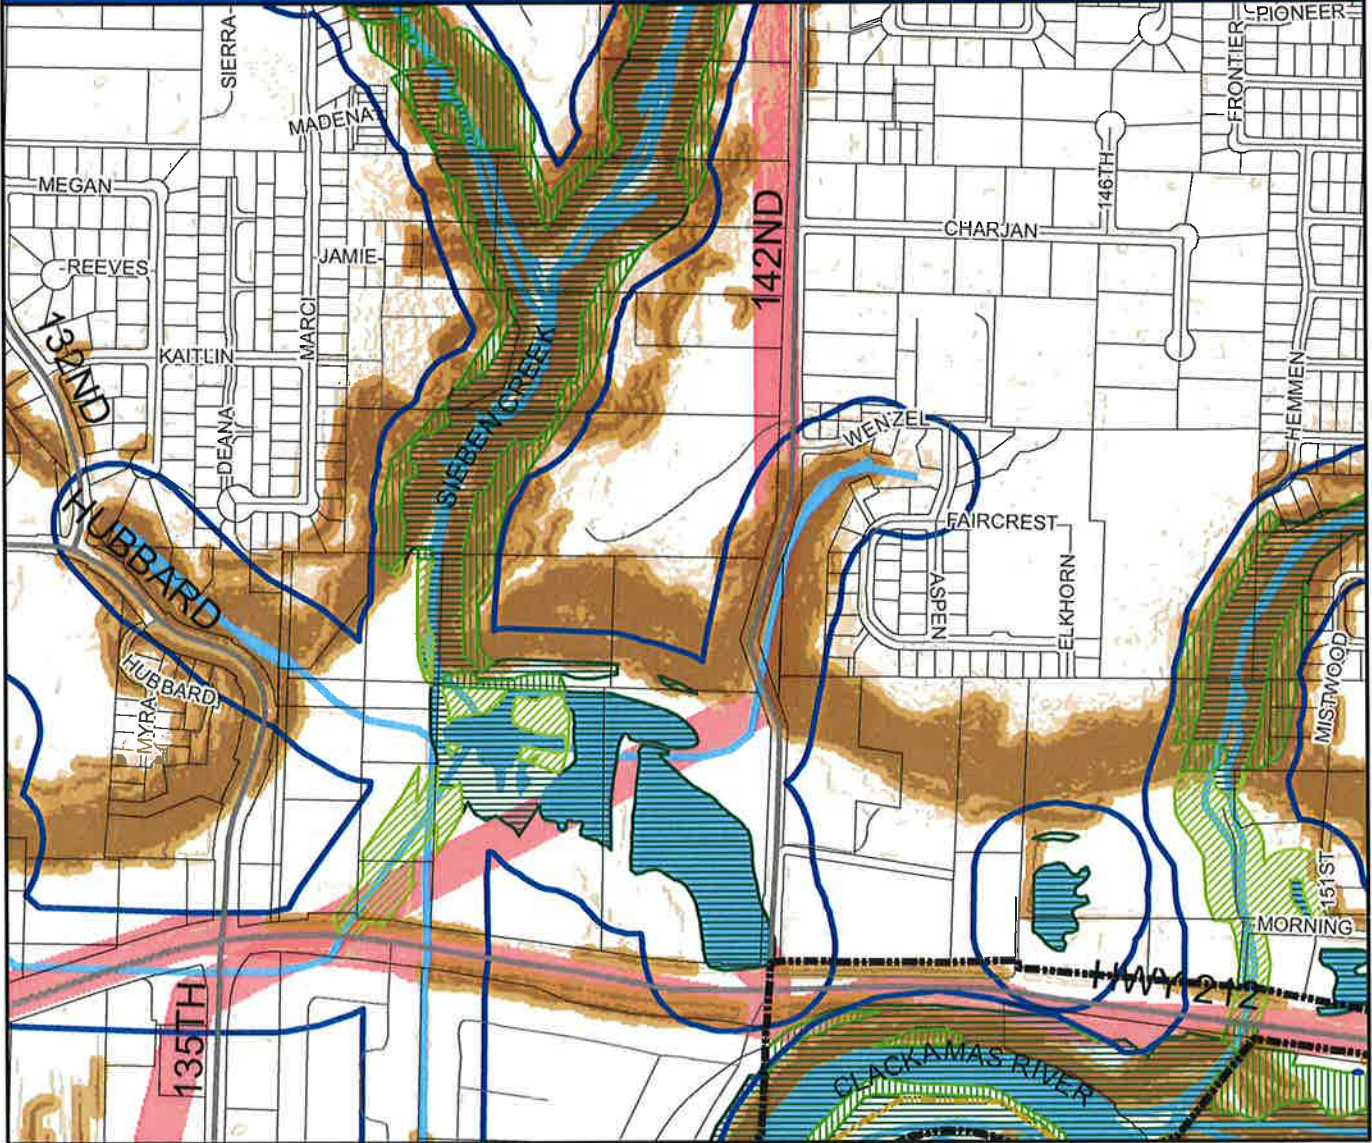 PIONEER
SIERRA
FRONTIER
MADENA
146TH
MEGAN
142ND
CHARJAN
REEVES
JAMIE
MARCI
132ND
KAITLIN
SIEBEN CREEK
HEMMEN
DEANA
WENZEL
HUBBARD
FAIRCREST
ASPEN
ELKHORN
HUBBARD
MYRA
MISTWOOD
151ST
MORNING
HWY 212
135TH
CLACKAMAS RIVER